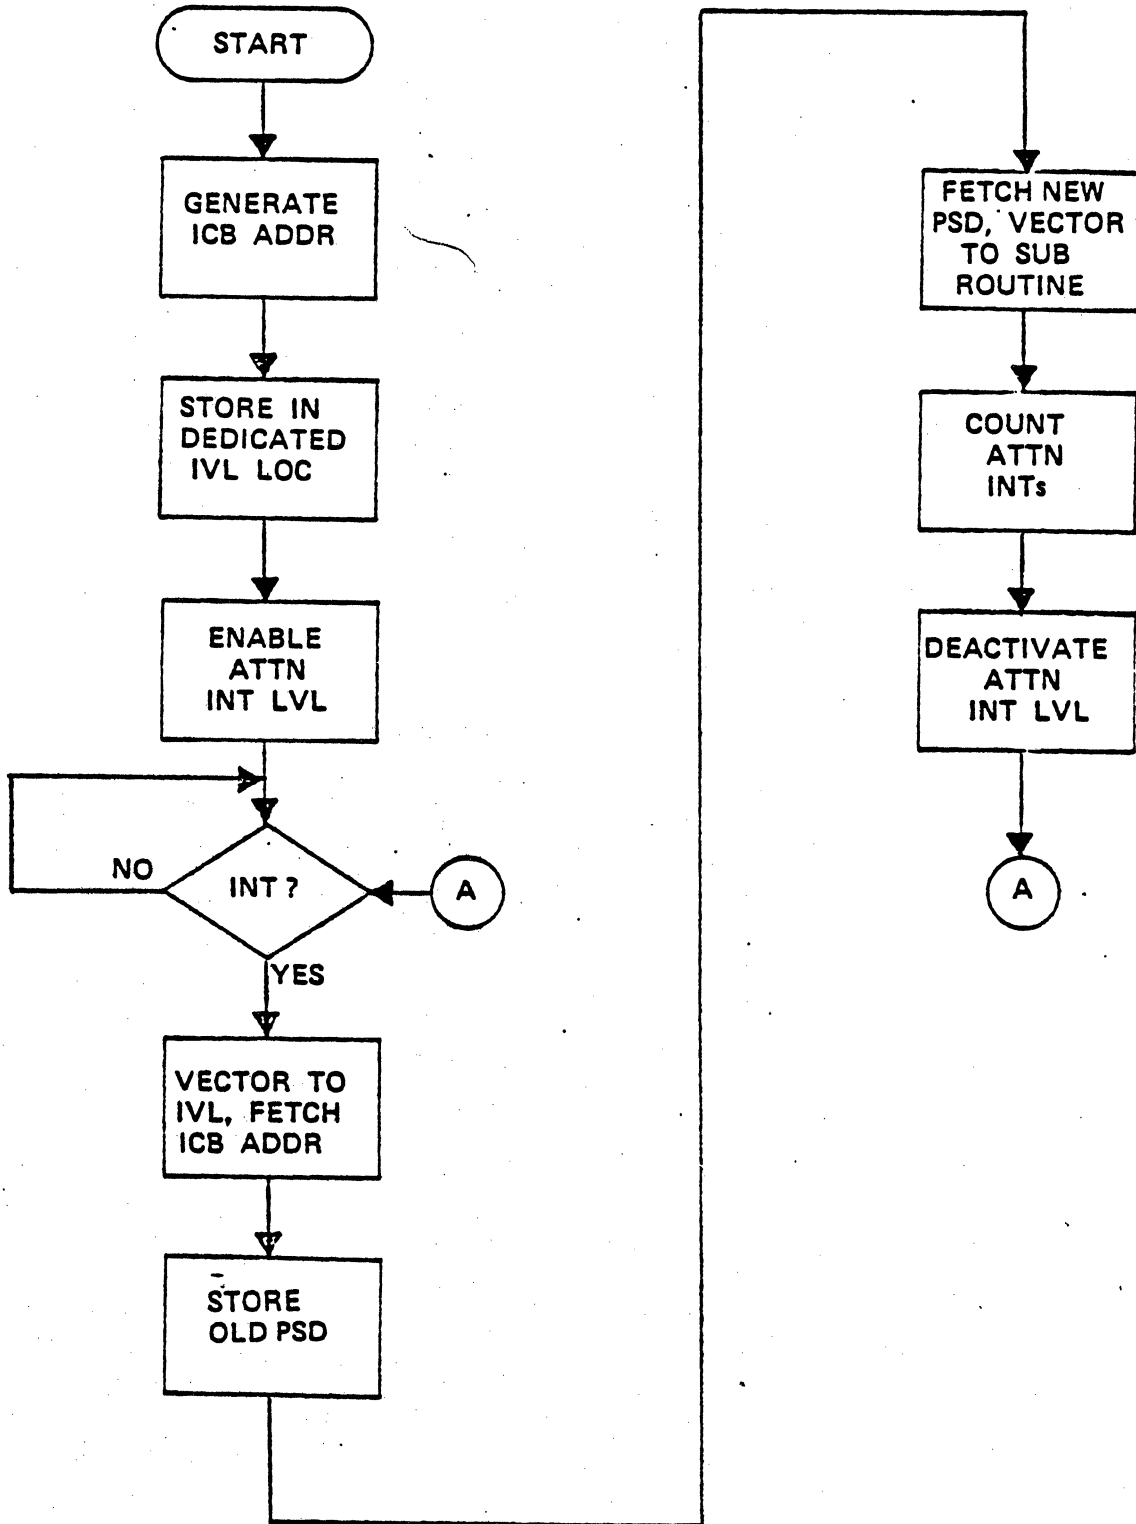 START
GENERATE
ICB ADDR
STORE IN
DEDICATED
IVL LOC
ENABLE
ATTN
INT LVL
NO
INT ?
A
YES
VECTOR TO
IVL, FETCH
ICB ADDR
STORE
OLD PSD
FETCH NEW
PSD, VECTOR
TO SUB
ROUTINE
COUNT
ATTN
INTs
DEACTIVATE
ATTN
INT LVL
A